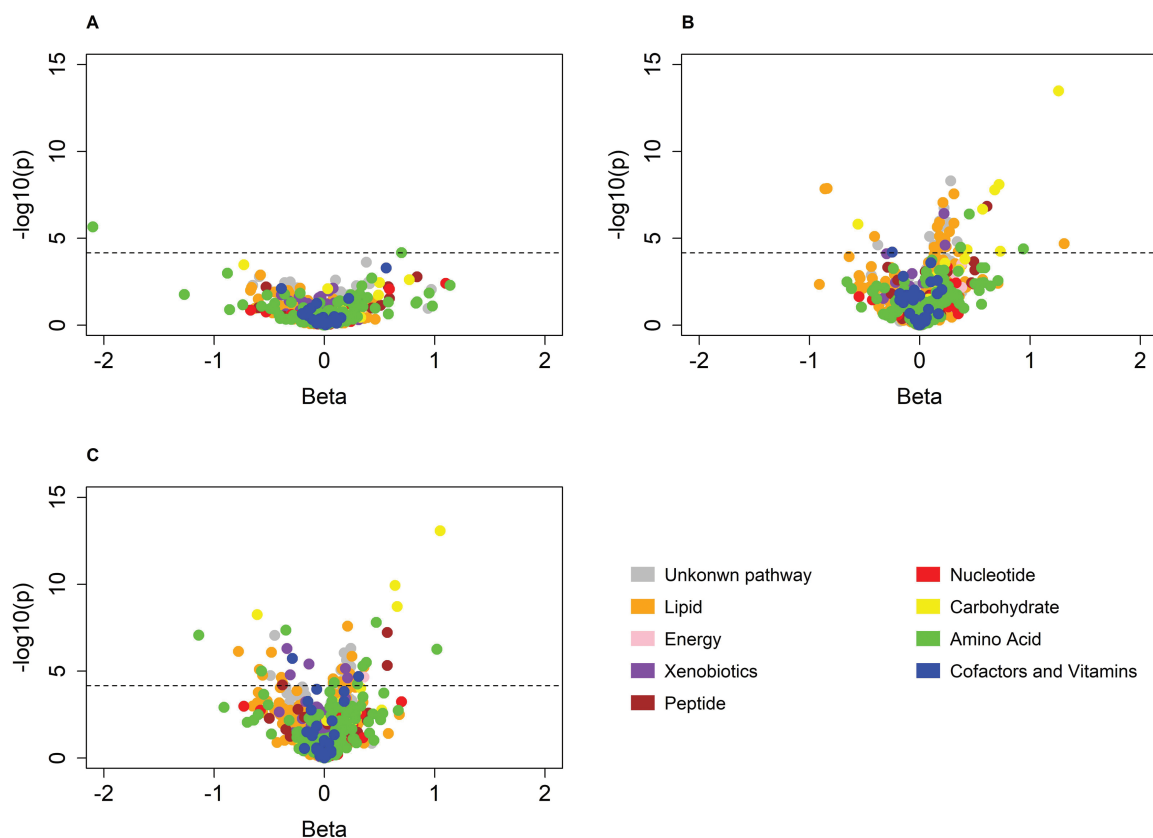 A
15
10
5
0
-log10(p)
-2 -1 0 1 2
Beta
B
15
10
5
0
-log10(p)
-2 -1 0 1 2
Beta
C
15
10
5
0
-log10(p)
-2 -1 0 1 2
Beta
Unkonwn pathway
Lipid
Energy
Xenobiotics
Peptide
Nucleotide
Carbohydrate
Amino Acid
Cofactors and Vitamins